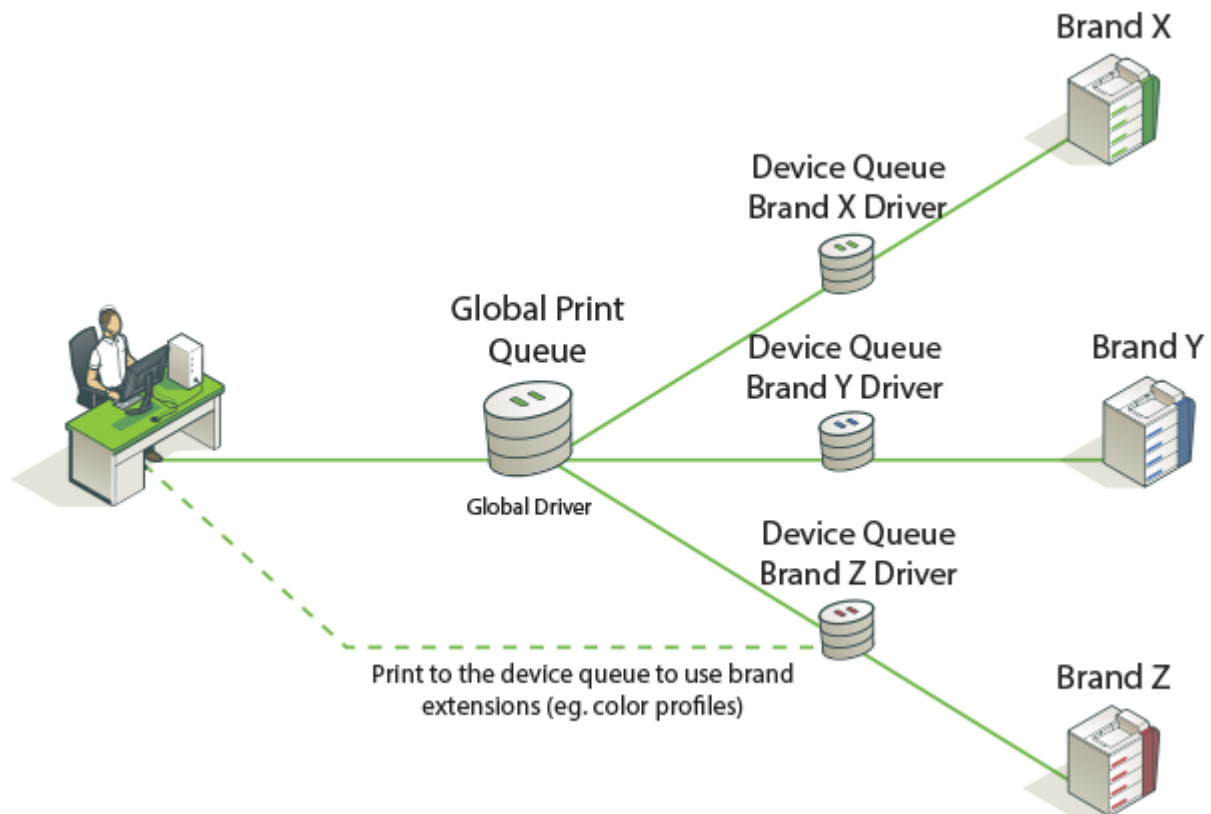 Brand X
Device Queue
Brand X Driver
Global Print
Queue
Device Queue
Brand Y Driver
Brand Y
Global Driver
Device Queue
Brand Z Driver
Print to the device queue to use brand
extensions (eg. color profiles)
Brand Z